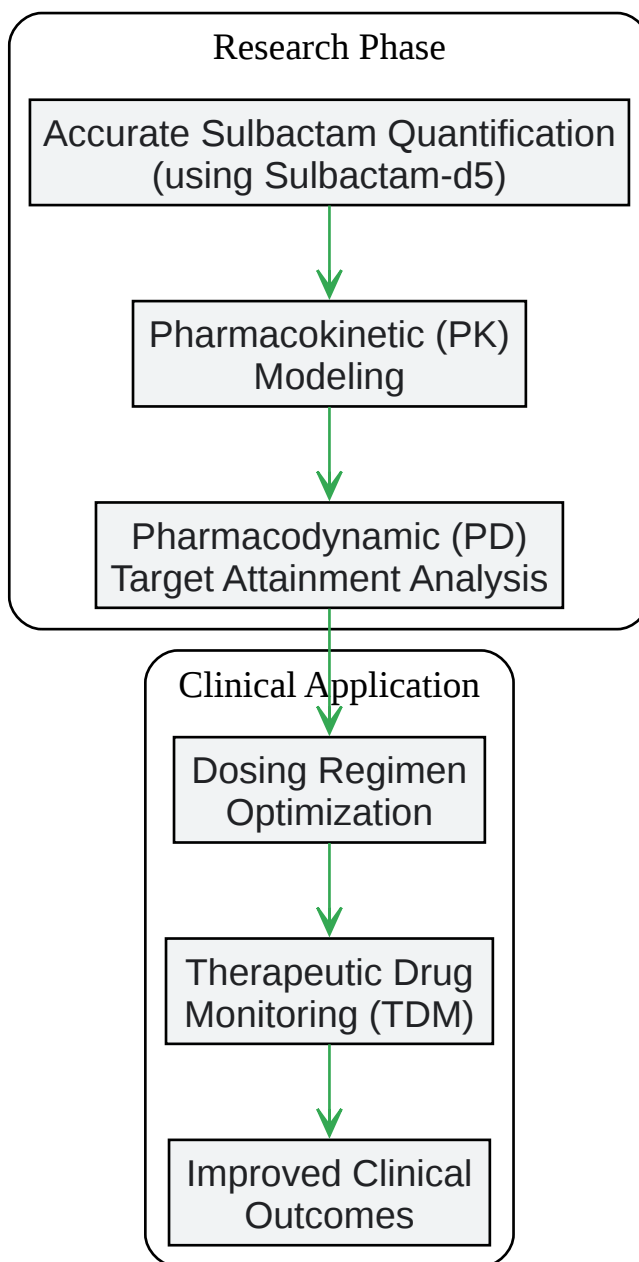 Research Phase
Accurate Sulbactam Quantification
(using Sulbactam-d5)
Pharmacokinetic (PK)
Modeling
Pharmacodynamic (PD)
Target Attainment Analysis
Clinical Application
Dosing Regimen
Optimization
Therapeutic Drug
Monitoring (TDM)
Improved Clinical
Outcomes